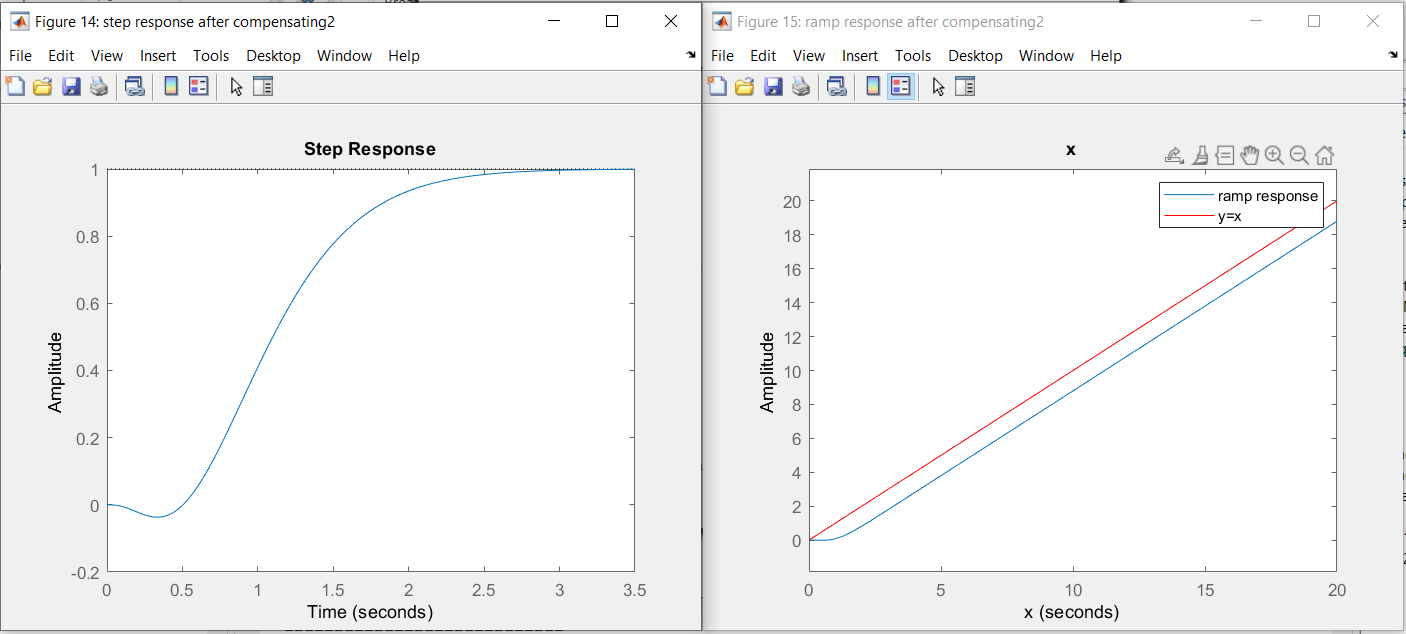 Figure 14: step response after compensating2
File Edit View Insert Tools Desktop Window Help
Step Response
1
0.8
0.6
0.4
0.2
0
-0.2
Amplitude
0 0.5 1 1.5 2 2.5 3 3.5
Time (seconds)
Figure 15: ramp response after compensating2
File Edit View Insert Tools Desktop Window Help
x
ramp response
y=x
20
18
16
14
12
10
8
6
4
2
0
Amplitude
0 5 10 15 20
x (seconds)